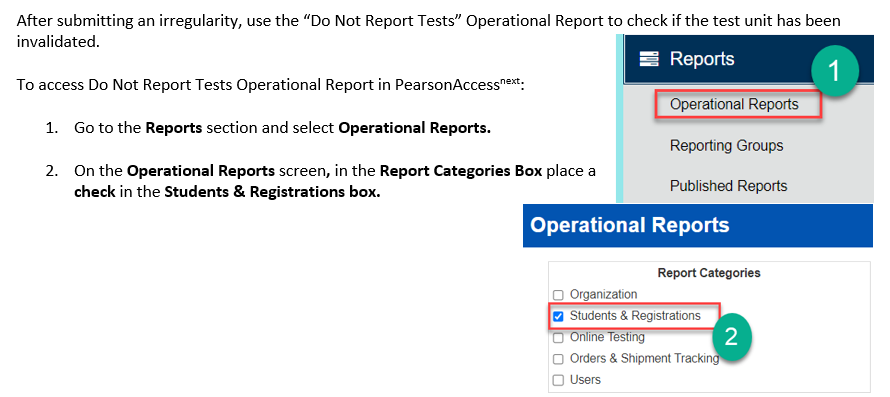 After submitting an irregularity, use the “Do Not Report Tests” Operational Report to check if the test unit has been
invalidated.
To access Do Not Report Tests Operational Report in PearsonAccessnext:
1. Go to the Reports section and select Operational Reports.
2. On the Operational Reports screen, in the Report Categories Box place a
check in the Students & Registrations box.
Reports
1
Operational Reports
Reporting Groups
Published Reports
Operational Reports
Report Categories
Organization
Students & Registrations
2
Online Testing
Orders & Shipment Tracking
Users